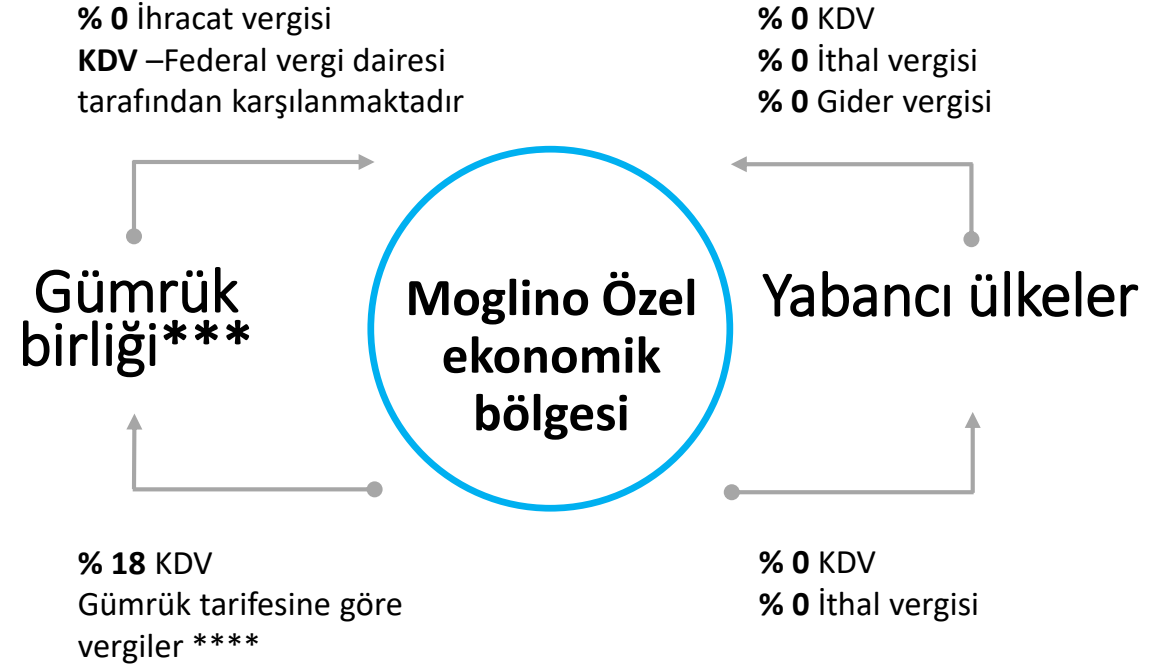 % 0 İhracat vergisi
KDV –Federal vergi dairesi
tarafından karşılanmaktadır
% 0 KDV
% 0 İthal vergisi
% 0 Gider vergisi
Gümrük
birliği***
Moglino Özel
ekonomik
bölgesi
Yabancı ülkeler
% 18 KDV
Gümrük tarifesine göre
vergiler ****
% 0 KDV
% 0 İthal vergisi